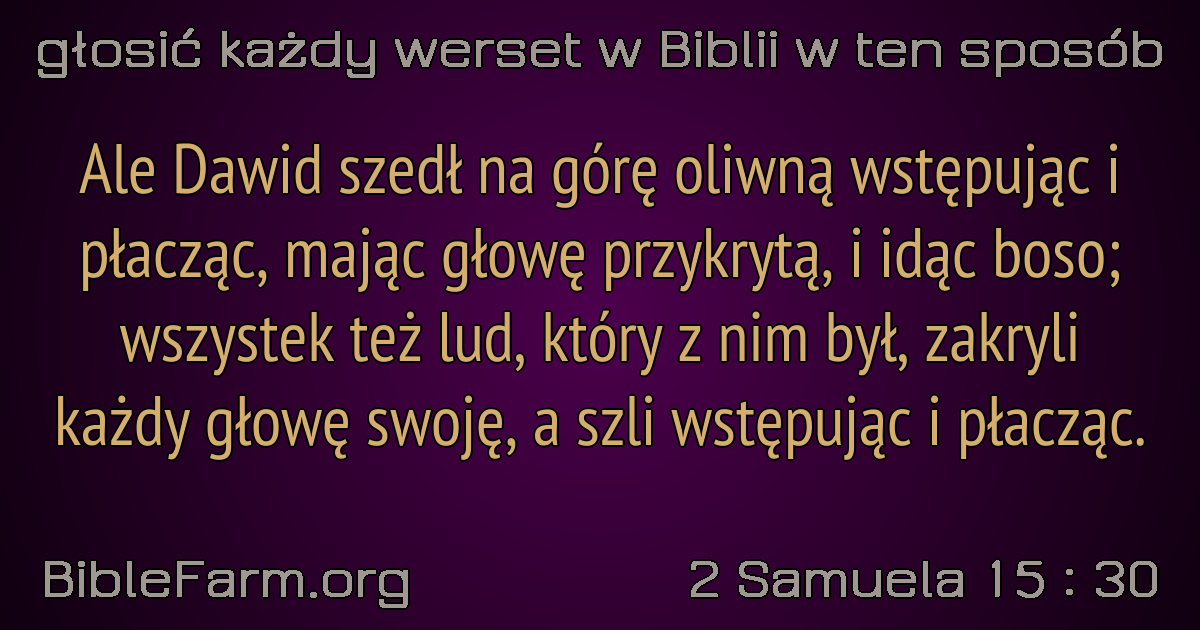 głosić każdy werset w Biblii w ten sposób
Ale Dawid szedł na górę oliwną wstępując i
płacząc, mając głowę przykrytą, i idąc boso;
wszystek też lud, który z nim był, zakryli
każdy głowę swoję, a szli wstępując i płacząc.
BibleFarm.org
2 Samuela 15 : 30